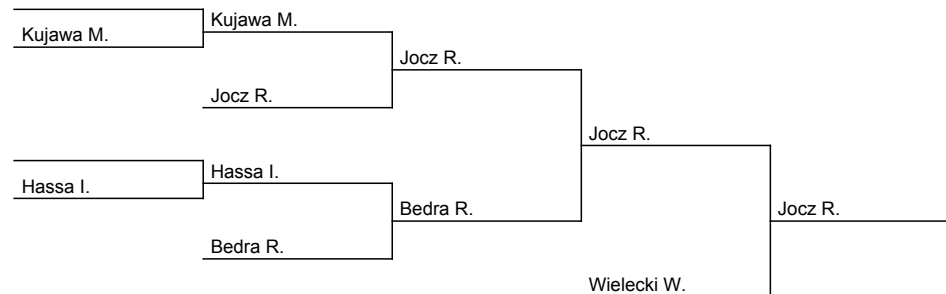 Kujawa M.
Kujawa M.
Jocz R.
Jocz R.
Jocz R.
Hassa I.
Hassa I.
Bedra R.
Jocz R.
Bedra R.
Wielecki W.